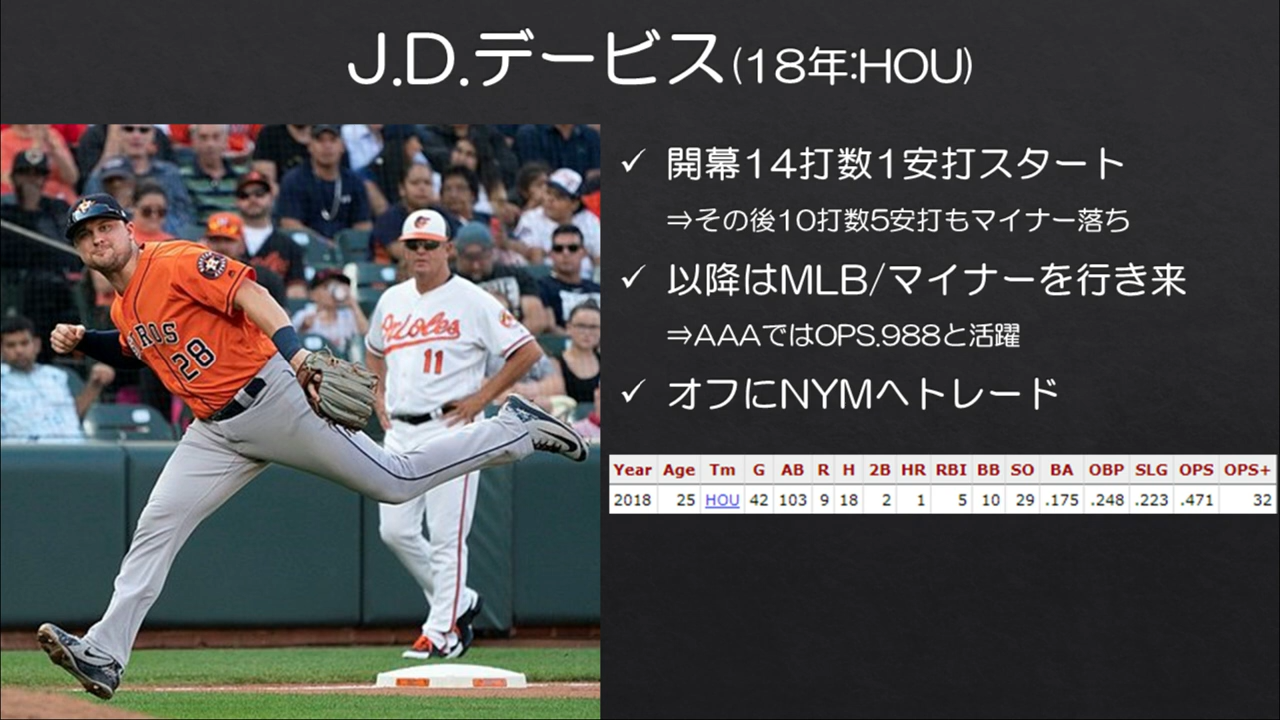 J.D.デービス(18年:HOU)
✓ 開幕14打数1安打スタート
⇒その後10打数5安打もマイナー落ち
✓ 以降はMLB/マイナーを行き来
⇒AAAではOPS.988と活躍
✓ オフにNYMへトレード
Year Age Tm G AB R H 2B HR RBI BB SO BA OBP SLG OPS OPS+
2018 25 HOU 42 103 9 18 2 1 5 10 29 .175 .248 .223 .471 32
ROS
28
Orioles
11